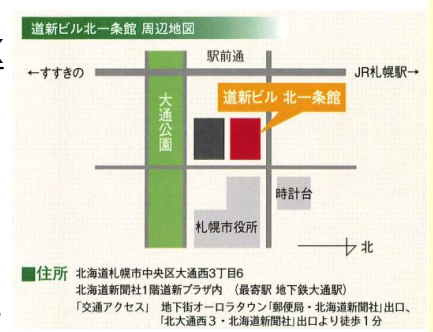 道新ビル北一条館 周辺地図
駅前通
←すすきの
JR札幌駅→
道新ビル 北一条館
大通公園
時計台
札幌市役所
北
■住所 北海道札幌市中央区大通西3丁目6
北海道新聞社1階道新プラザ内 (最寄駅 地下鉄大通駅)
「交通アクセス」 地下街オーロラタウン「郵便局・北海道新聞社」出口、
「北大通西3・北海道新聞社」出口より徒歩1分